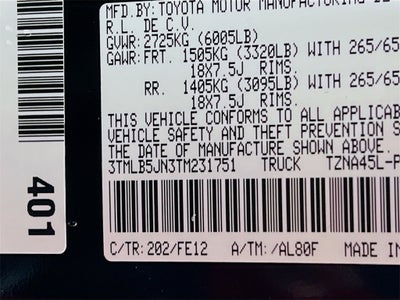 MFD.BY: TOYOTA MOTOR MANUFACTURING
R.L. DE C.V.
GVWR: 2725KG (6005LB)
GAWR: FRT. 1505KG (3320LB) WITH 265/65
18X7.5J RIMS.
RR. 1405KG (3095LB) WITH 265/65
18X7.5J RIMS.
THIS VEHICLE CONFORMS TO ALL APPLICAB
VEHICLE SAFETY AND THEFT PREVENTION S
THE DATE OF MANUFACTURE SHOWN ABOVE.
3TMLB5JN3TM231751 TRUCK TZNA45L-P
C/TR: 202/FE12 A/TM: /AL80F MADE IN
401